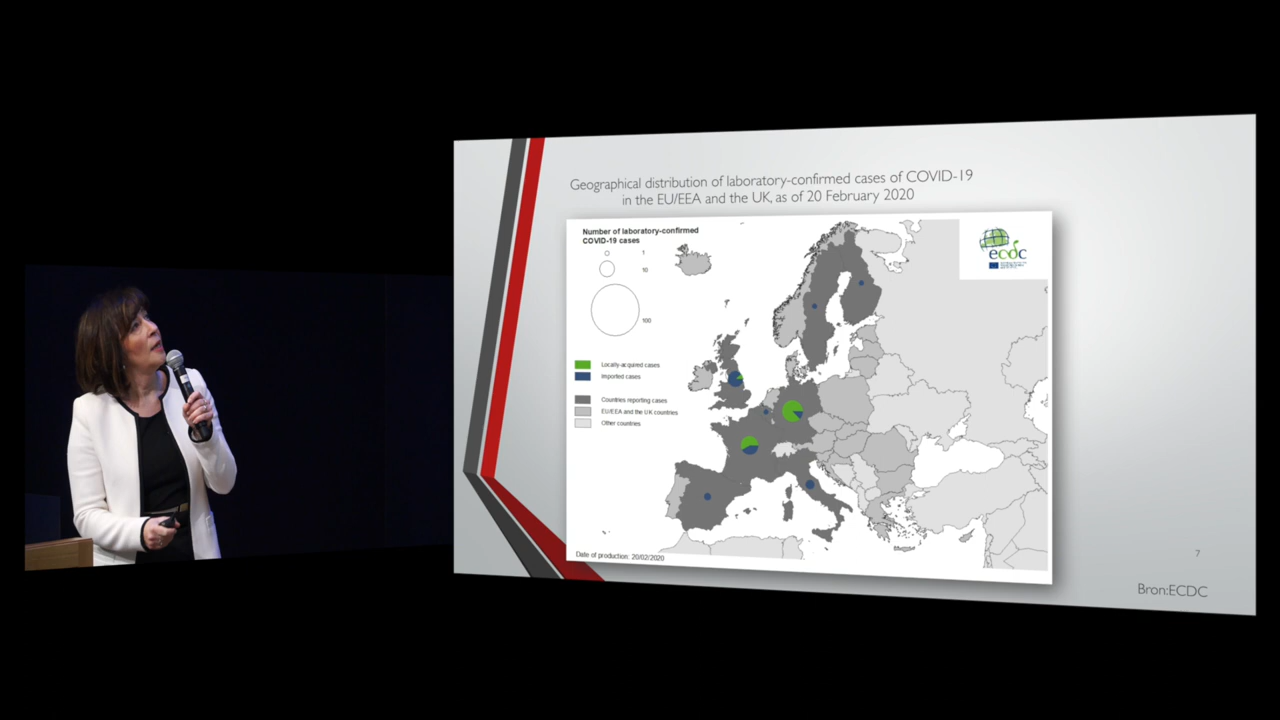 Geographical distribution of laboratory-confirmed cases of COVID-19
in the EU/EEA and the UK, as of 20 February 2020
Number of laboratory-confirmed
COVID-19 cases
1
10
100
Locally-acquired cases
Imported cases
Countries reporting cases
EU/EEA and the UK countries
Other countries
ecdc
Date of production: 20/02/2020
7
Bron:ECDC